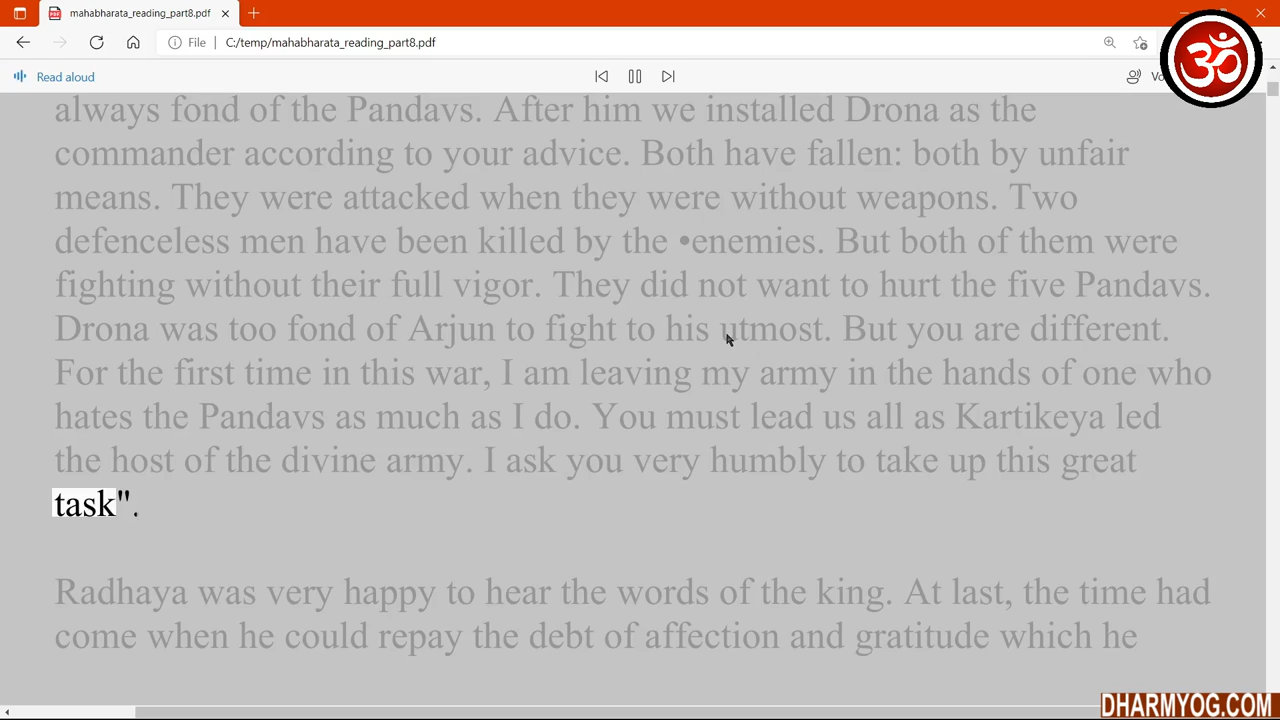 mahabharata_reading_part8.pdf
File
C:/temp/mahabharata_reading_part8.pdf
Read aloud
always fond of the Pandavs. After him we installed Drona as the
commander according to your advice. Both have fallen: both by unfair
means. They were attacked when they were without weapons. Two
defenceless men have been killed by the •enemies. But both of them were
fighting without their full vigor. They did not want to hurt the five Pandavs.
Drona was too fond of Arjun to fight to his utmost. But you are different.
For the first time in this war, I am leaving my army in the hands of one who
hates the Pandavs as much as I do. You must lead us all as Kartikeya led
the host of the divine army. I ask you very humbly to take up this great
task".
Radhaya was very happy to hear the words of the king. At last, the time had
come when he could repay the debt of affection and gratitude which he
ॐ
DHARMYOG.COM